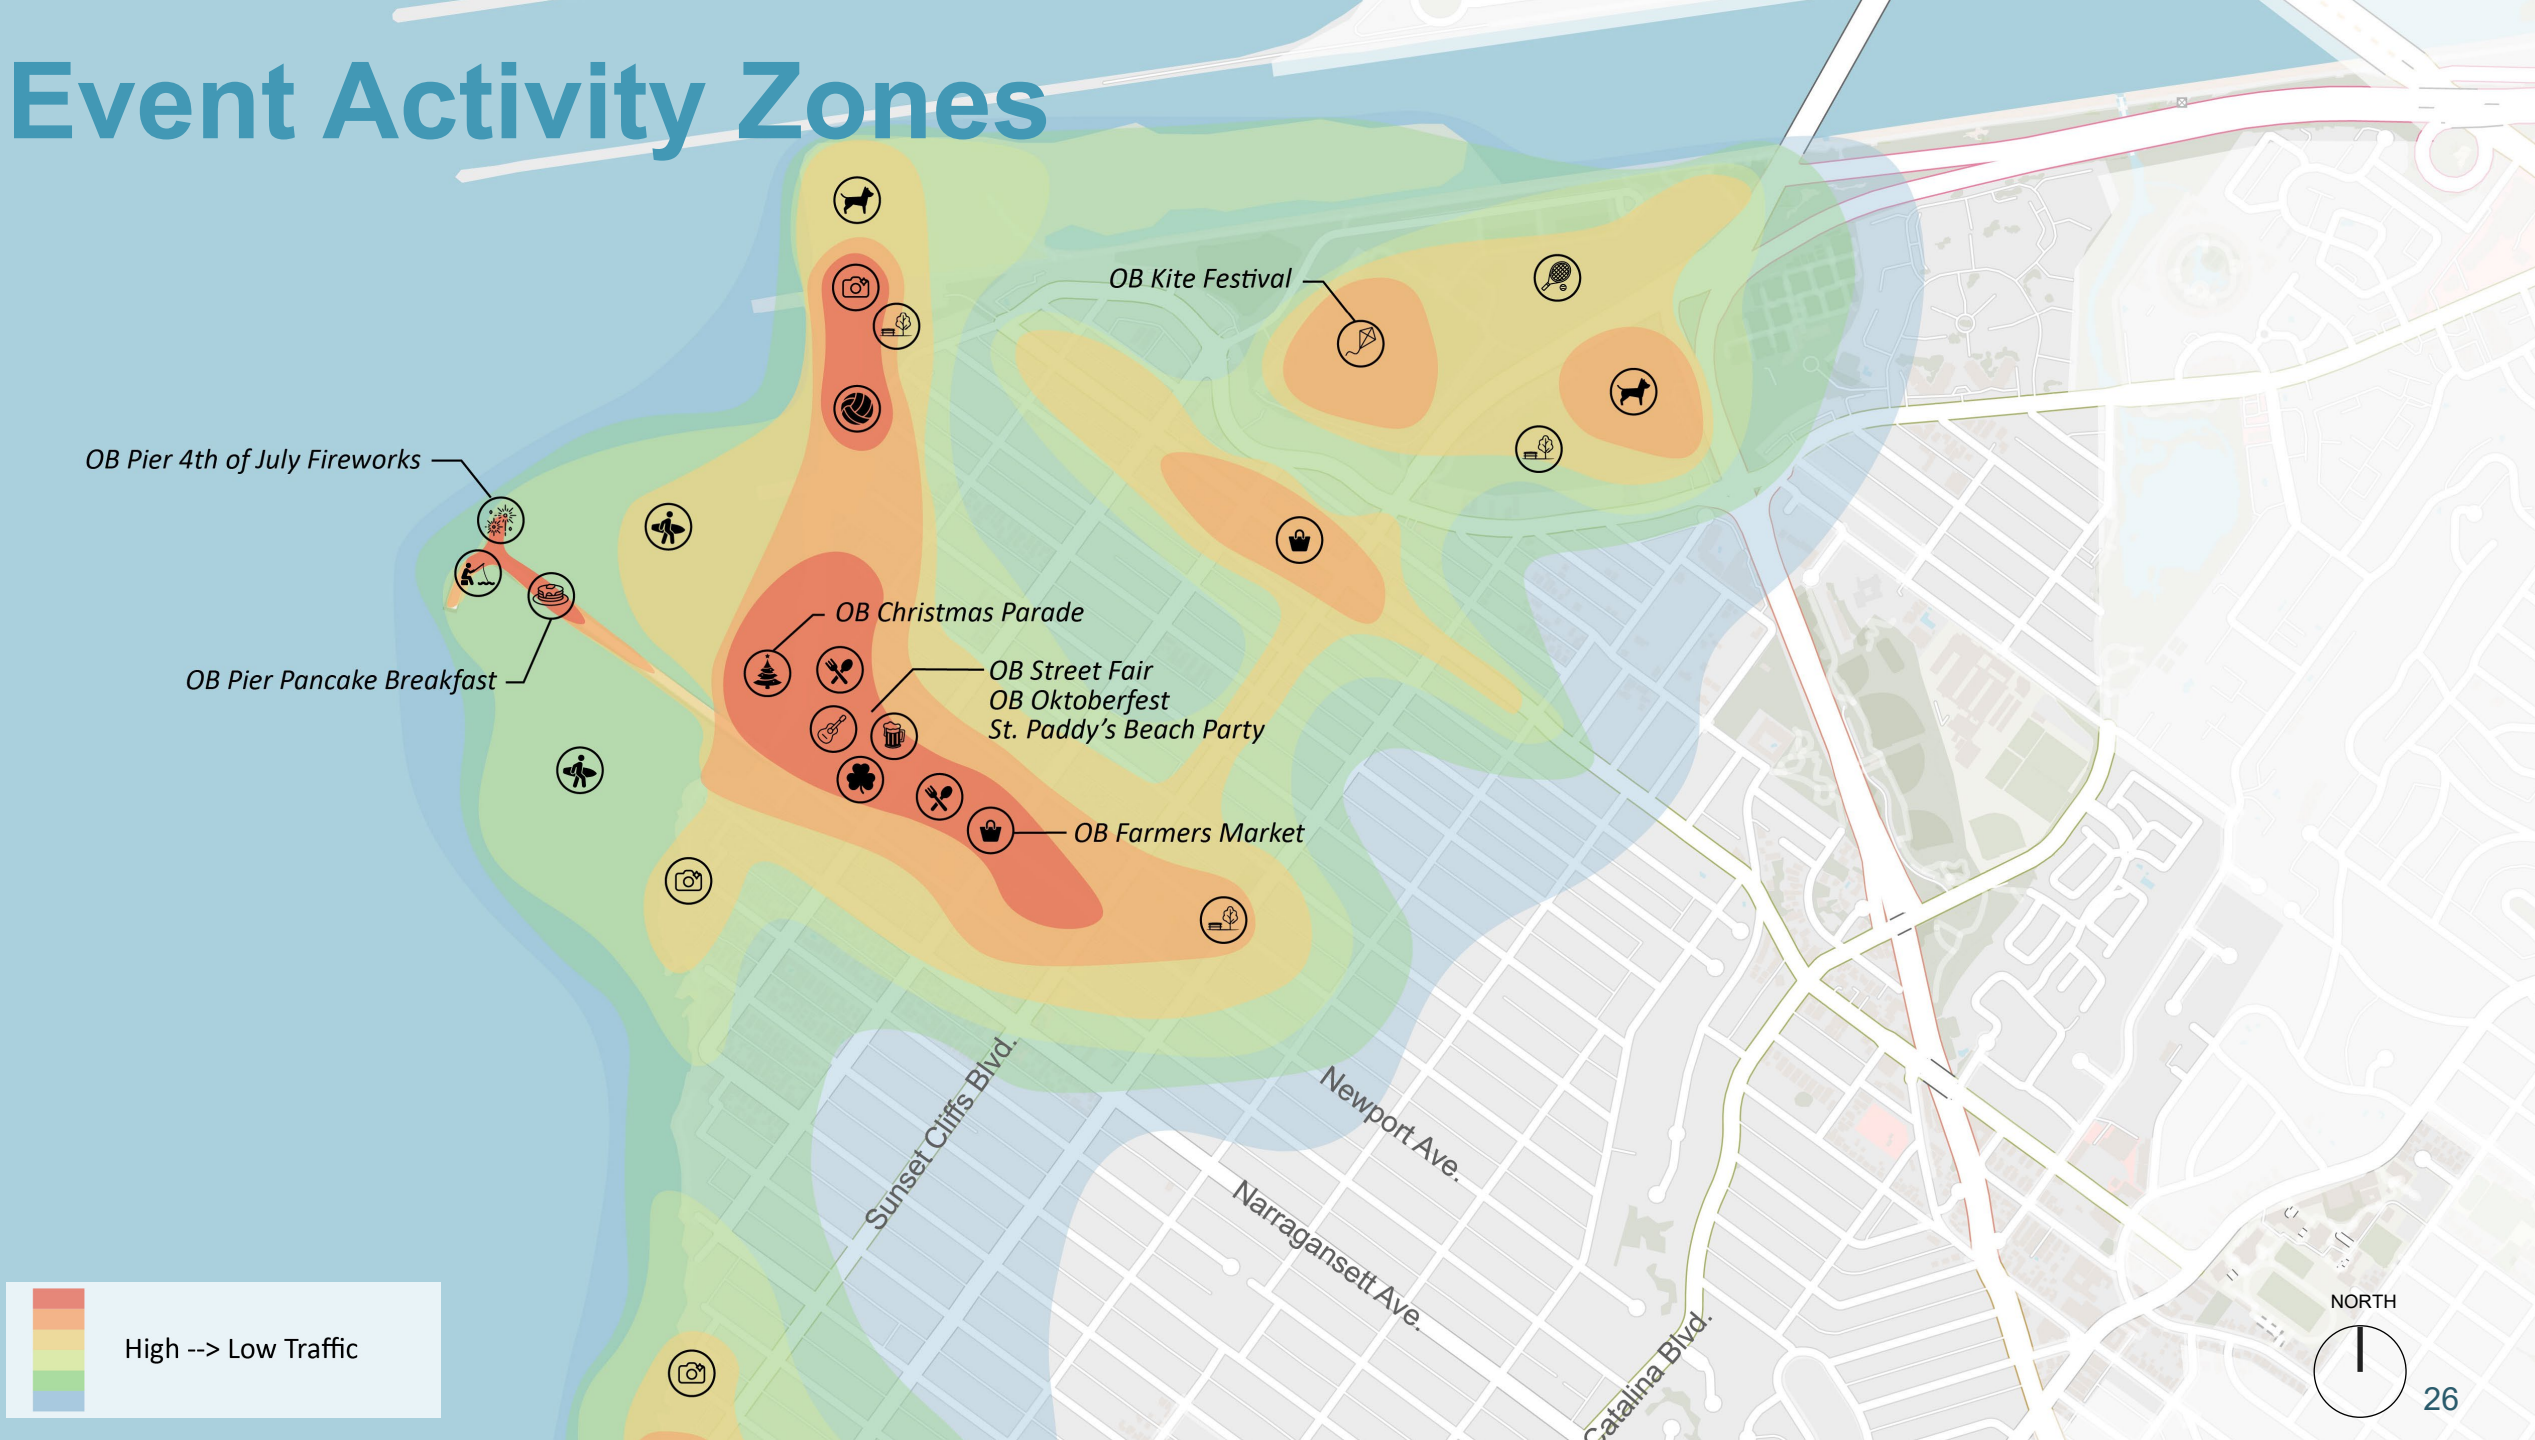 Event Activity Zones
OB Kite Festival
OB Pier 4th of July Fireworks
OB Christmas Parade
OB Pier Pancake Breakfast
OB Street Fair
OB Oktoberfest
St. Paddy's Beach Party
OB Farmers Market
Sunset Cliffs Blvd.
Newport Ave.
Narragansett Ave.
Catalina Blvd.
High --> Low Traffic
NORTH
26